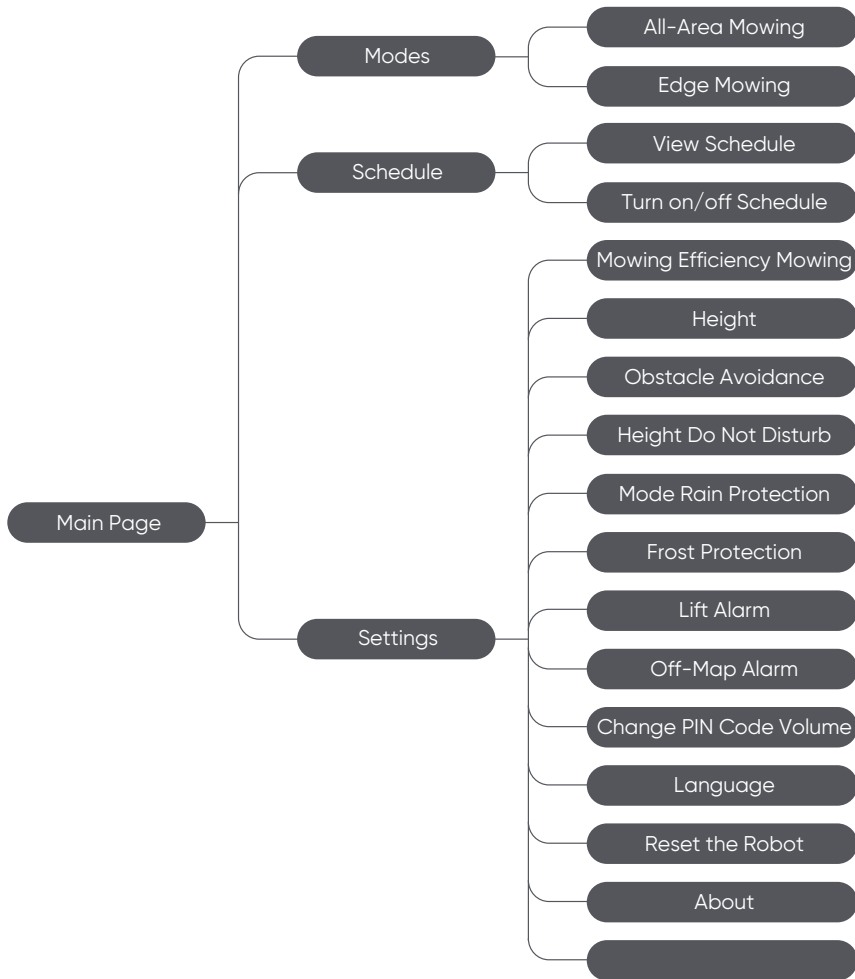 Main Page
Modes
All-Area Mowing
Edge Mowing
Schedule
View Schedule
Turn on/off Schedule
Settings
Mowing Efficiency Mowing
Height
Obstacle Avoidance
Height Do Not Disturb
Mode Rain Protection
Frost Protection
Lift Alarm
Off-Map Alarm
Change PIN Code Volume
Language
Reset the Robot
About